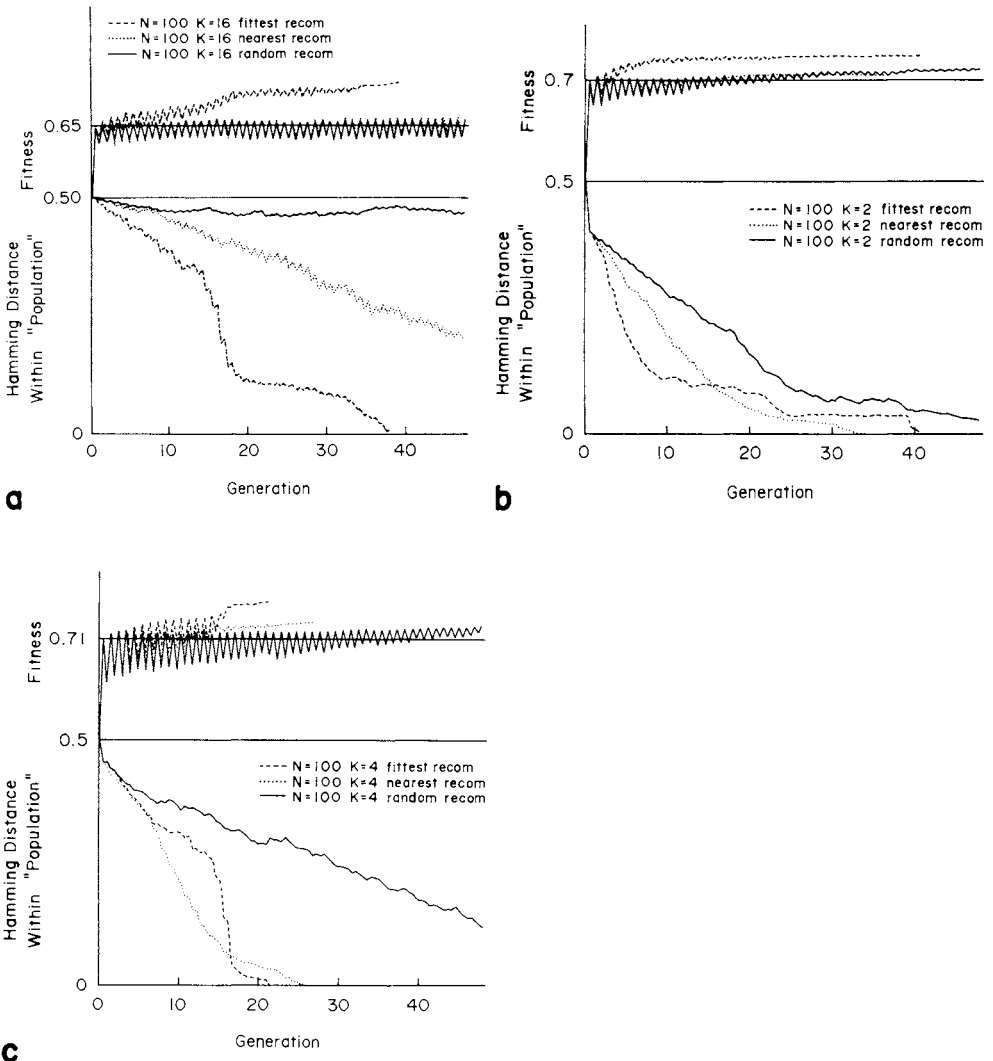 N=100 K=16 fittest recom
N=100 K=16 nearest recom
N=100 K=16 random recom
Fitness
0.65
0.50
Hamming Distance
Within "Population"
0
0 10 20 30 40
Generation
a
Fitness
0.7
0.5
N=100 K=2 fittest recom
N=100 K=2 nearest recom
N=100 K=2 random recom
Hamming Distance
Within "Population"
0
0 10 20 30 40
Generation
b
Fitness
0.71
0.5
N=100 K=4 fittest recom
N=100 K=4 nearest recom
N=100 K=4 random recom
Hamming Distance
Within "Population"
0
0 10 20 30 40
Generation
c